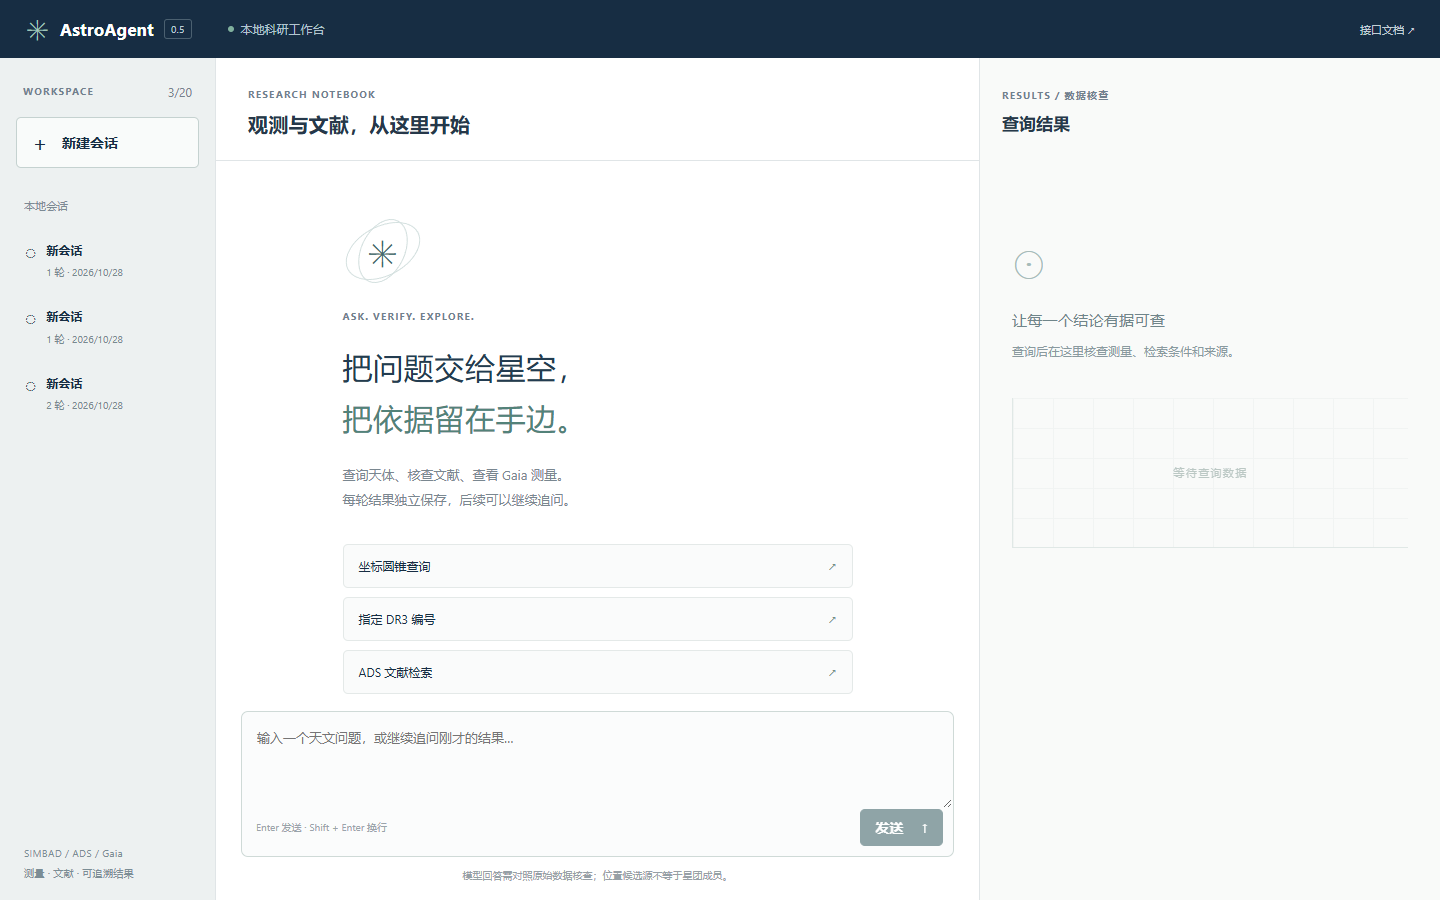 AstroAgent 0.5
本地科研工作台
接口文档 ↗
WORKSPACE 3/20
+ 新建会话
本地会话
新会话
1 轮 · 2026/10/28
新会话
1 轮 · 2026/10/28
新会话
2 轮 · 2026/10/28
SIMBAD / ADS / Gaia
测量 · 文献 · 可追溯结果
RESEARCH NOTEBOOK
观测与文献，从这里开始
ASK. VERIFY. EXPLORE.
把问题交给星空，
把依据留在手边。
查询天体、核查文献、查看 Gaia 测量。
每轮结果独立保存，后续可以继续追问。
坐标圆锥查询 ↗
指定 DR3 编号 ↗
ADS 文献检索 ↗
输入一个天文问题，或继续追问刚才的结果...
Enter 发送 · Shift + Enter 换行
发送 ↑
模型回答需对照原始数据核查；位置候选源不等于星团成员。
RESULTS / 数据核查
查询结果
让每一个结论有据可查
查询后在这里核查测量、检索条件和来源。
等待查询数据